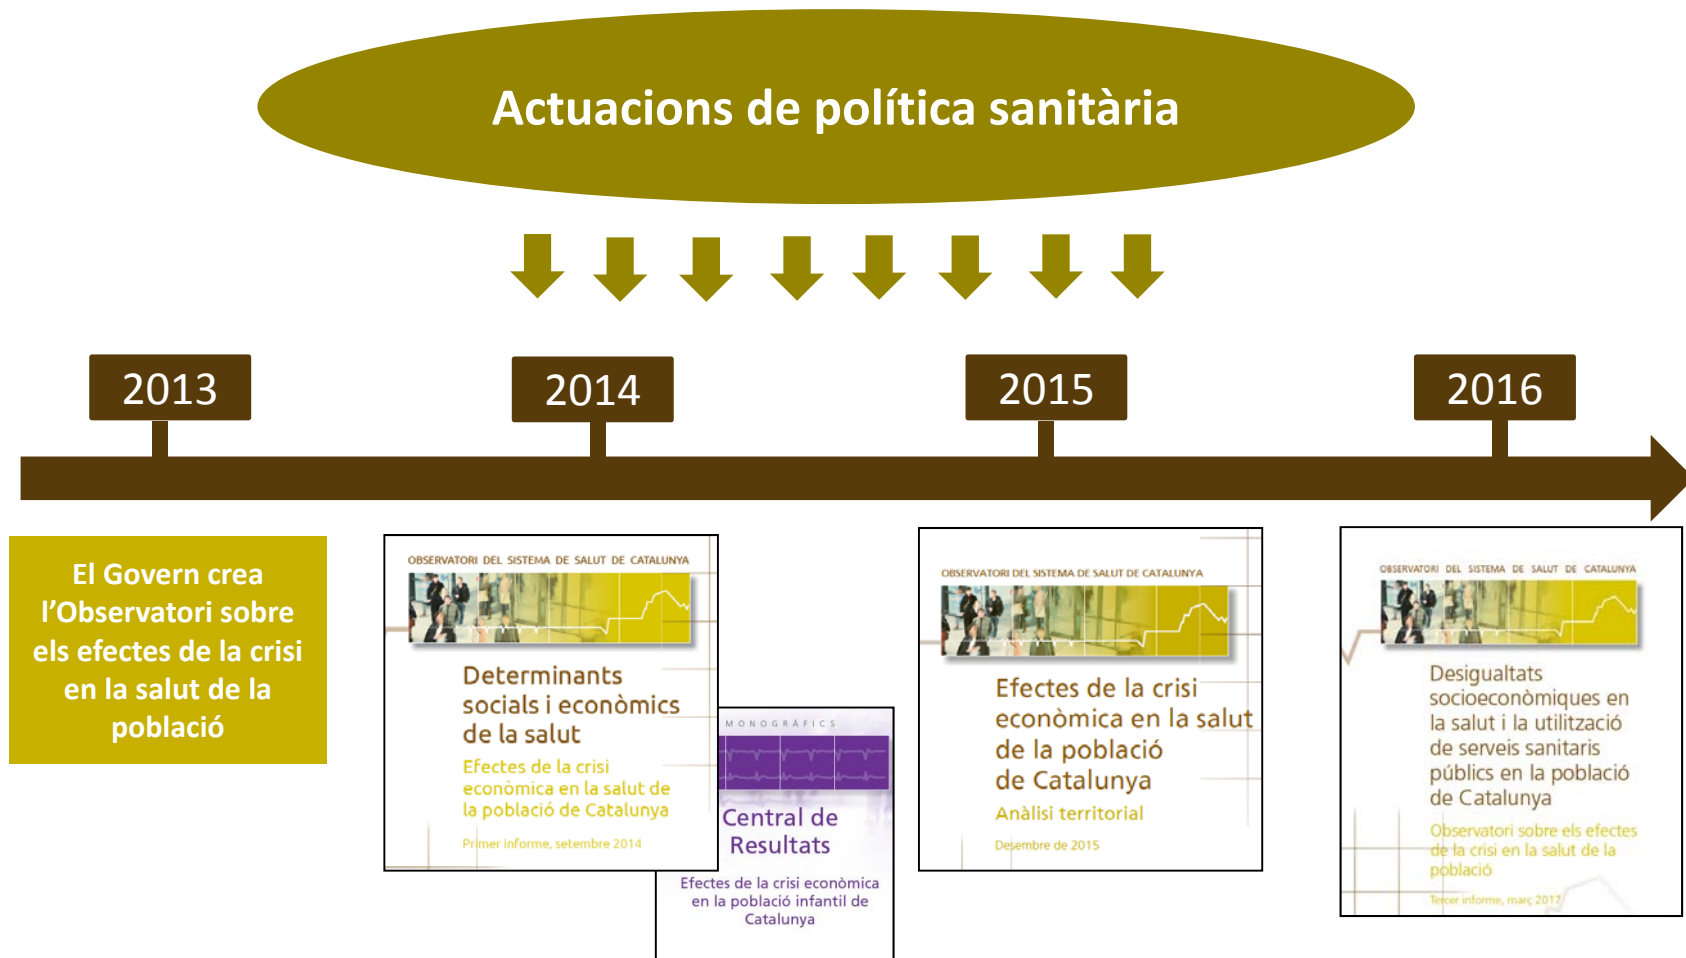 Actuacions de política sanitària
2013
2014
2015
2016
El Govern crea
l'Observatori sobre
els efectes de la crisi
en la salut de la
població
OBSERVATORI DEL SISTEMA DE SALUT DE CATALUNYA
Determinants
socials i econòmics
de la salut
Efectes de la crisi
econòmica en la salut de
la població de Catalunya
Primer informe, setembre 2014
MONOGRÀFICS
Central de
Resultats
Efectes de la crisi econòmica
en la població infantil de
Catalunya
OBSERVATORI DEL SISTEMA DE SALUT DE CATALUNYA
Efectes de la crisi
econòmica en la salut
de la població
de Catalunya
Anàlisi territorial
Desembre de 2015
OBSERVATORI DEL SISTEMA DE SALUT DE CATALUNYA
Desigualtats
socioeconòmiques en
la salut i la utilització
de serveis sanitaris
públics en la població
de Catalunya
Observatori sobre els efectes
de la crisi en la salut de la
població
Tercer informe, març 2017